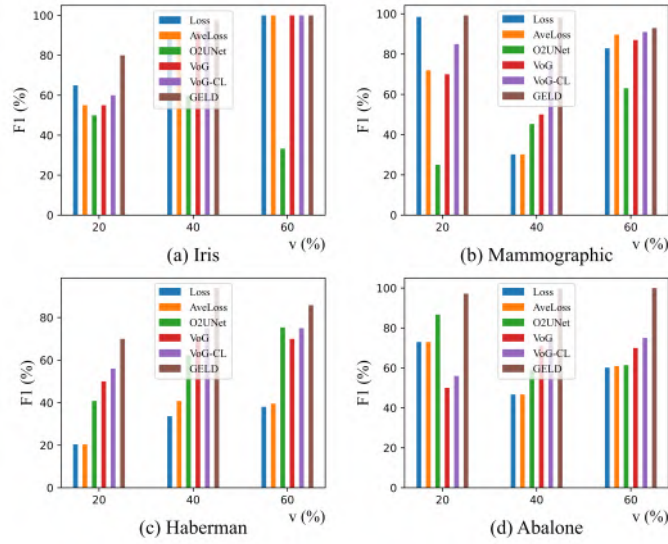 100
80
60
40
20
0
F1 (%)
Loss
AveLoss
O2UNet
VoG
VoG-CL
GELD
20
40
60
v (%)
(a) Iris
100
80
60
40
20
0
F1 (%)
Loss
AveLoss
O2UNet
VoG
VoG-CL
GELD
20
40
60
v (%)
(b) Mammographic
80
60
40
20
0
F1 (%)
Loss
AveLoss
O2UNet
VoG
VoG-CL
GELD
20
40
60
v (%)
(c) Haberman
100
80
60
40
20
0
F1 (%)
Loss
AveLoss
O2UNet
VoG
VoG-CL
GELD
20
40
60
v (%)
(d) Abalone